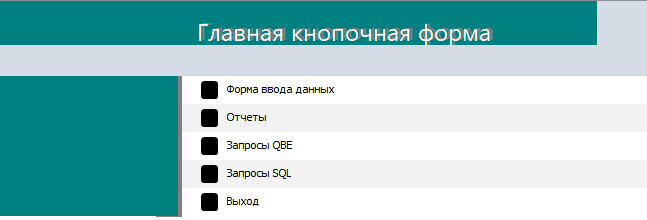 Главная кнопочная форма
Форма ввода данных
Отчеты
Запросы QBE
Запросы SQL
Выход